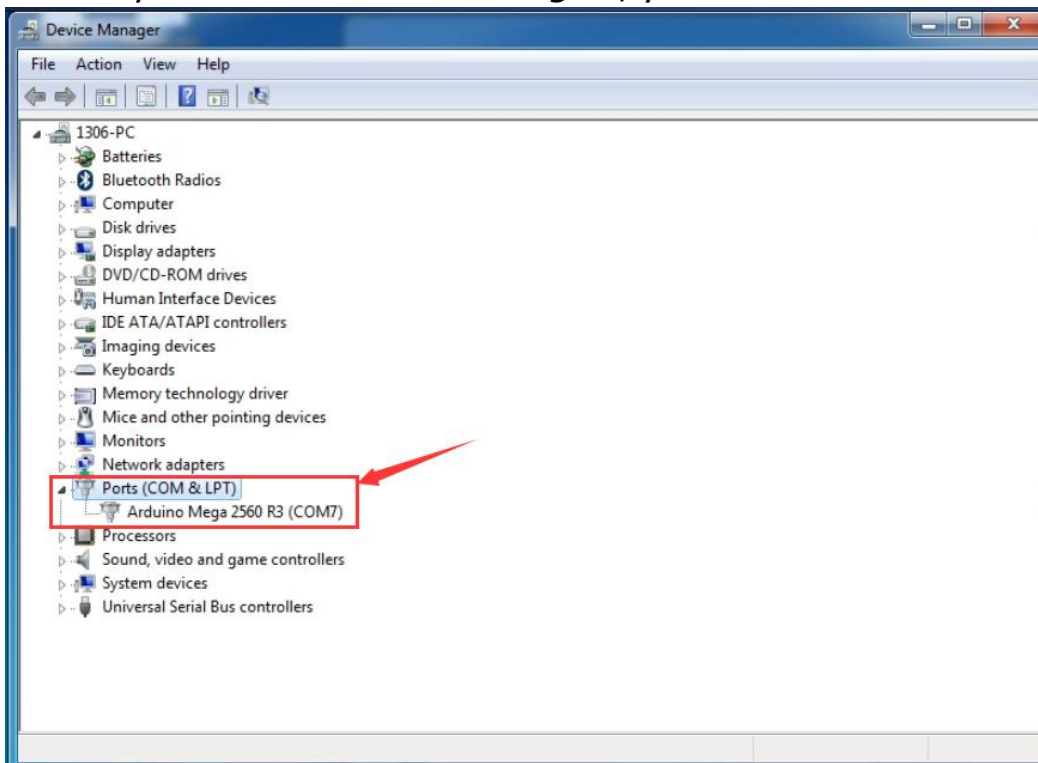 Device Manager
File Action View Help
1306-PC
Batteries
Bluetooth Radios
Computer
Disk drives
Display adapters
DVD/CD-ROM drives
Human Interface Devices
IDE ATA/ATAPI controllers
Imaging devices
Keyboards
Memory technology driver
Mice and other pointing devices
Monitors
Network adapters
Ports (COM & LPT)
Arduino Mega 2560 R3 (COM7)
Processors
Sound, video and game controllers
System devices
Universal Serial Bus controllers